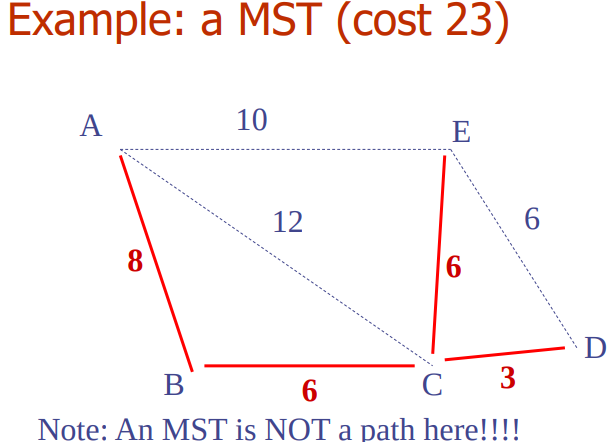 Example: a MST (cost 23)
10
A
E
12
6
8
6
B
C
D
6
3
Note: An MST is NOT a path here!!!!